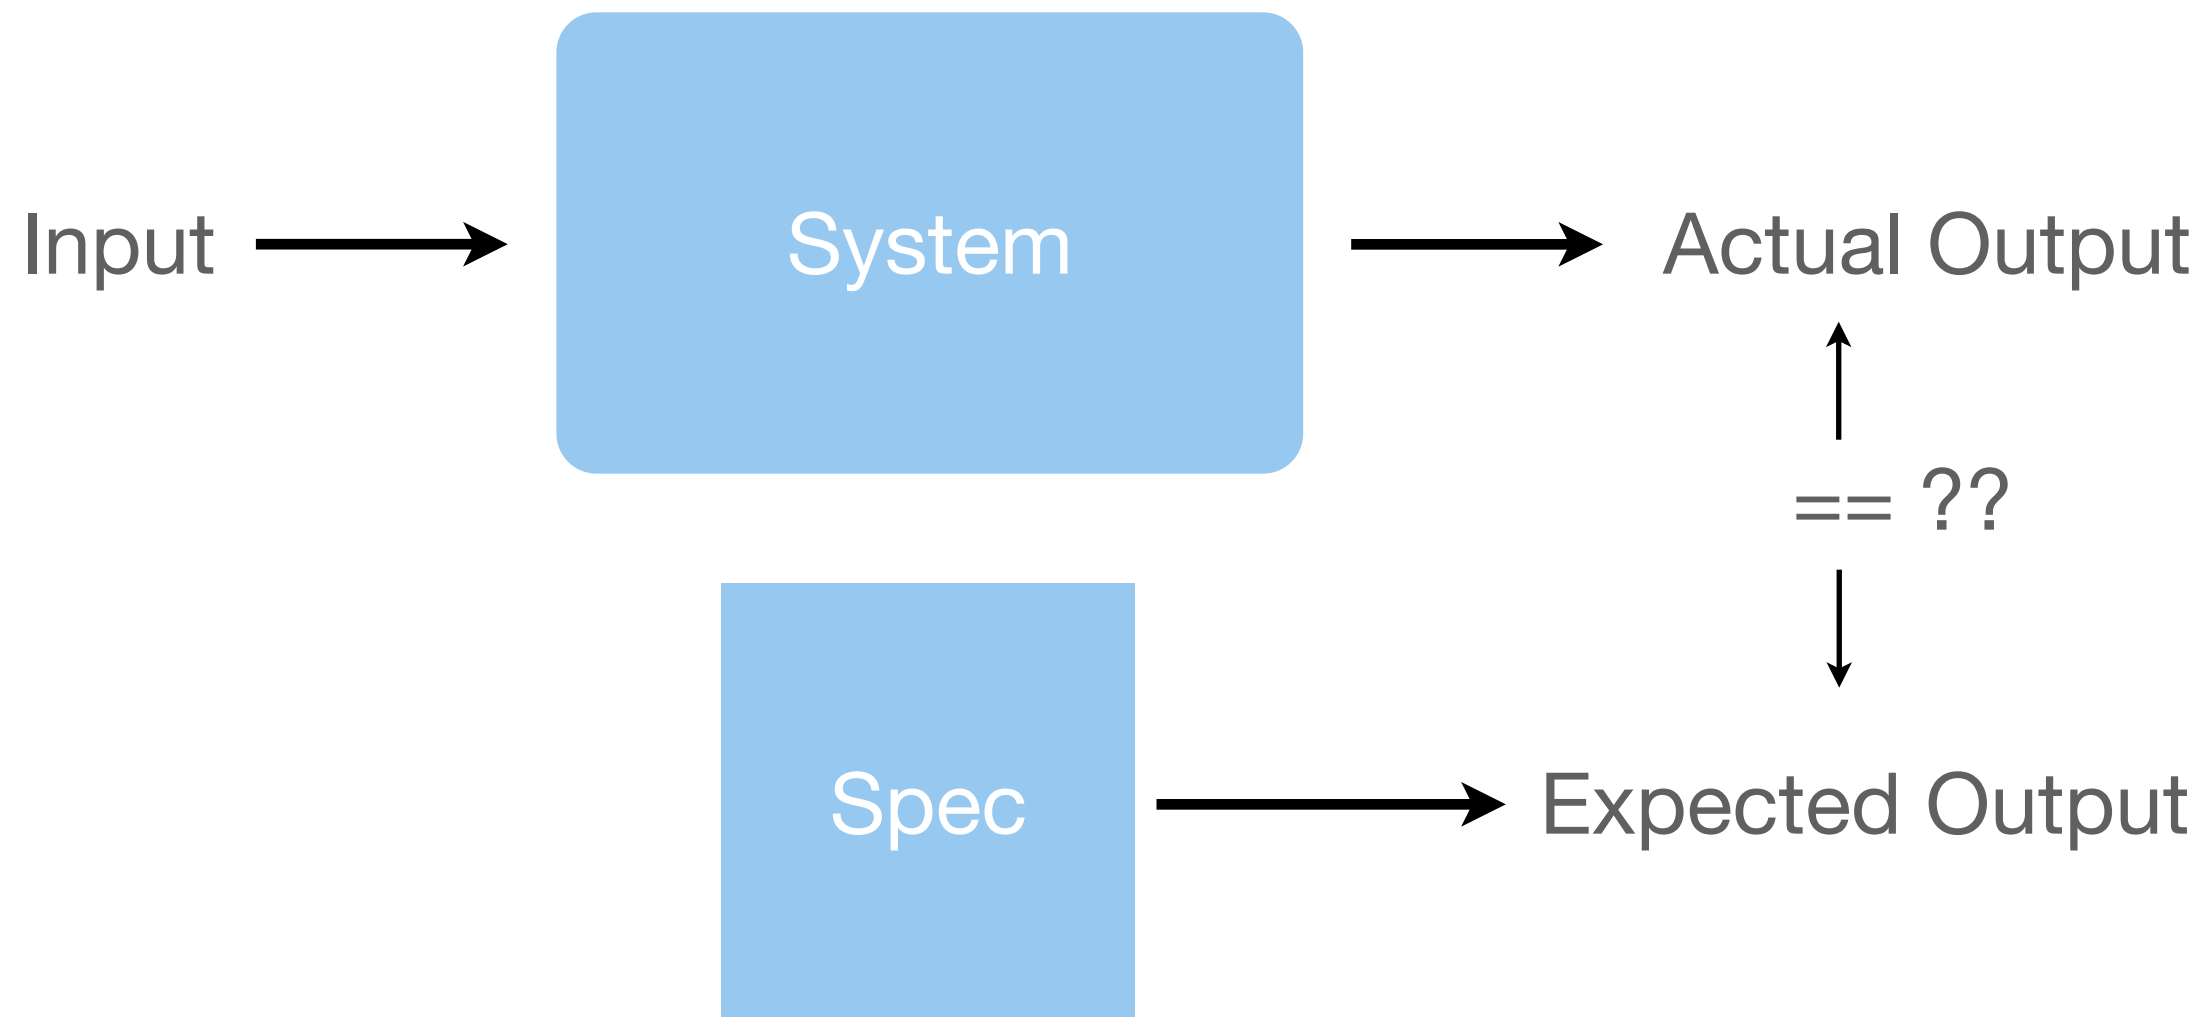 Input
System
Actual Output
== ??
Spec
Expected Output